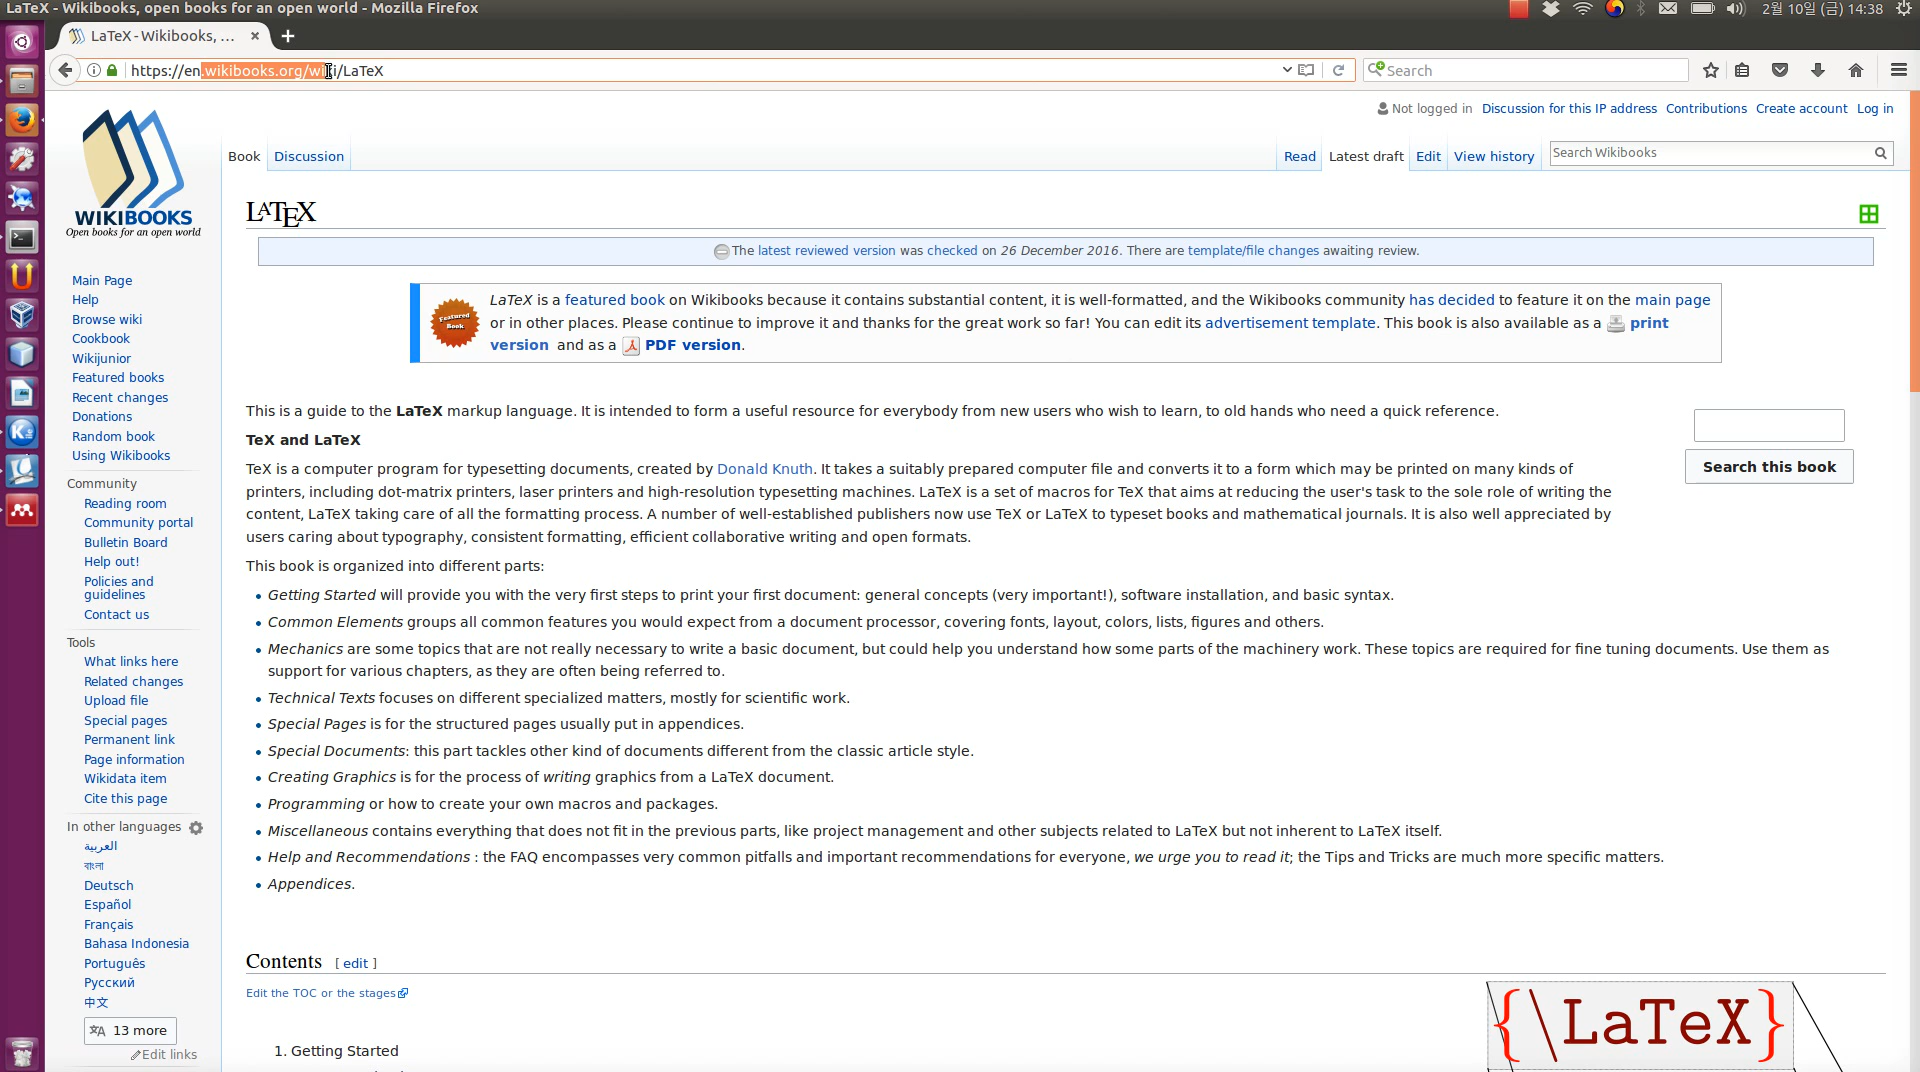 LaTeX - Wikibooks, open books for an open world - Mozilla Firefox
2월 10일 (금) 14:38
LaTeX - Wikibooks, ...
https://en.wikibooks.org/wiki/LaTeX
Search
Not logged in Discussion for this IP address Contributions Create account Log in
Book Discussion Read Latest draft Edit View history Search Wikibooks
WIKIBOOKS
Open books for an open world
LATEX
The latest reviewed version was checked on 26 December 2016. There are template/file changes awaiting review.
Featured Book
LaTeX is a featured book on Wikibooks because it contains substantial content, it is well-formatted, and the Wikibooks community has decided to feature it on the main page
or in other places. Please continue to improve it and thanks for the great work so far! You can edit its advertisement template. This book is also available as a print
version and as a PDF version.
This is a guide to the LaTeX markup language. It is intended to form a useful resource for everybody from new users who wish to learn, to old hands who need a quick reference.
TeX and LaTeX
TeX is a computer program for typesetting documents, created by Donald Knuth. It takes a suitably prepared computer file and converts it to a form which may be printed on many kinds of
printers, including dot-matrix printers, laser printers and high-resolution typesetting machines. LaTeX is a set of macros for TeX that aims at reducing the user's task to the sole role of writing the
content, LaTeX taking care of all the formatting process. A number of well-established publishers now use TeX or LaTeX to typeset books and mathematical journals. It is also well appreciated by
users caring about typography, consistent formatting, efficient collaborative writing and open formats.
Search this book
This book is organized into different parts:
• Getting Started will provide you with the very first steps to print your first document: general concepts (very important!), software installation, and basic syntax.
• Common Elements groups all common features you would expect from a document processor, covering fonts, layout, colors, lists, figures and others.
• Mechanics are some topics that are not really necessary to write a basic document, but could help you understand how some parts of the machinery work. These topics are required for fine tuning documents. Use them as
support for various chapters, as they are often being referred to.
• Technical Texts focuses on different specialized matters, mostly for scientific work.
• Special Pages is for the structured pages usually put in appendices.
• Special Documents: this part tackles other kind of documents different from the classic article style.
• Creating Graphics is for the process of writing graphics from a LaTeX document.
• Programming or how to create your own macros and packages.
• Miscellaneous contains everything that does not fit in the previous parts, like project management and other subjects related to LaTeX but not inherent to LaTeX itself.
• Help and Recommendations : the FAQ encompasses very common pitfalls and important recommendations for everyone, we urge you to read it; the Tips and Tricks are much more specific matters.
• Appendices.
Contents [ edit ]
Edit the TOC or the stages
1. Getting Started
{\LaTeX}
Main Page
Help
Browse wiki
Cookbook
Wikijunior
Featured books
Recent changes
Donations
Random book
Using Wikibooks
Community
Reading room
Community portal
Bulletin Board
Help out!
Policies and
guidelines
Contact us
Tools
What links here
Related changes
Upload file
Special pages
Permanent link
Page information
Wikidata item
Cite this page
In other languages
العربية
বাংলা
Deutsch
Español
Français
Bahasa Indonesia
Português
Русский
中文
13 more
Edit links